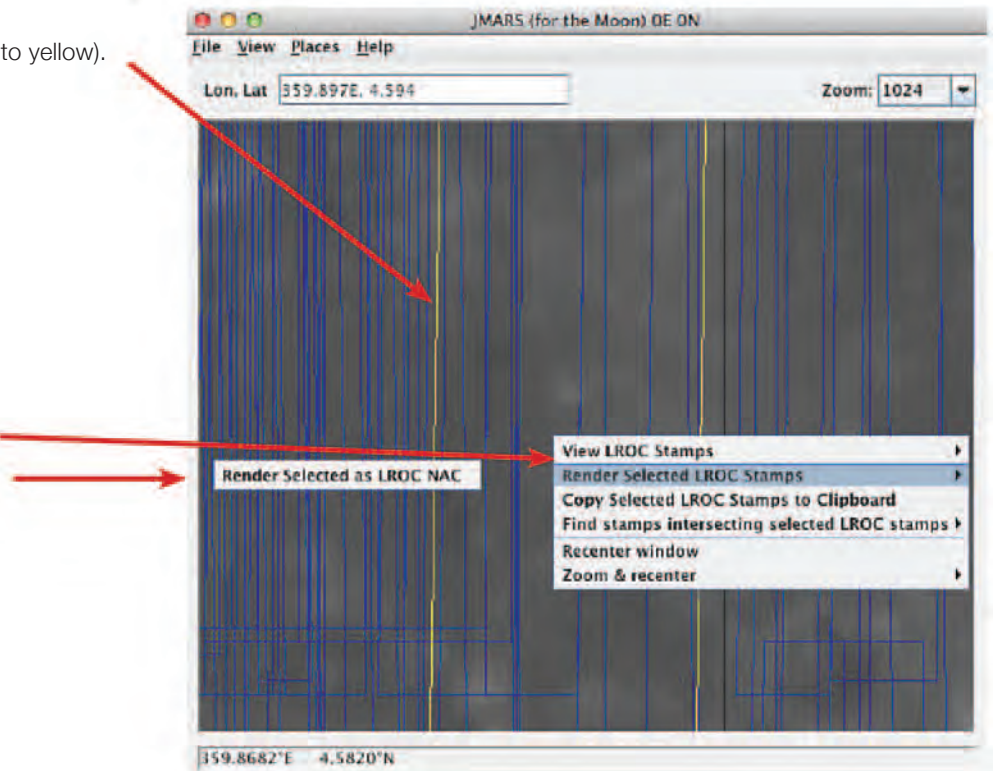 JMARS (for the Moon) 0E 0N
to yellow).
File View Places Help
Lon, Lat 359.897E, 4.594 Zoom: 1024
View LROC Stamps
Render Selected as LROC NAC
Render Selected LROC Stamps
Copy Selected LROC Stamps to Clipboard
Find stamps intersecting selected LROC stamps
Recenter window
Zoom & recenter
359.8682°E 4.5820°N